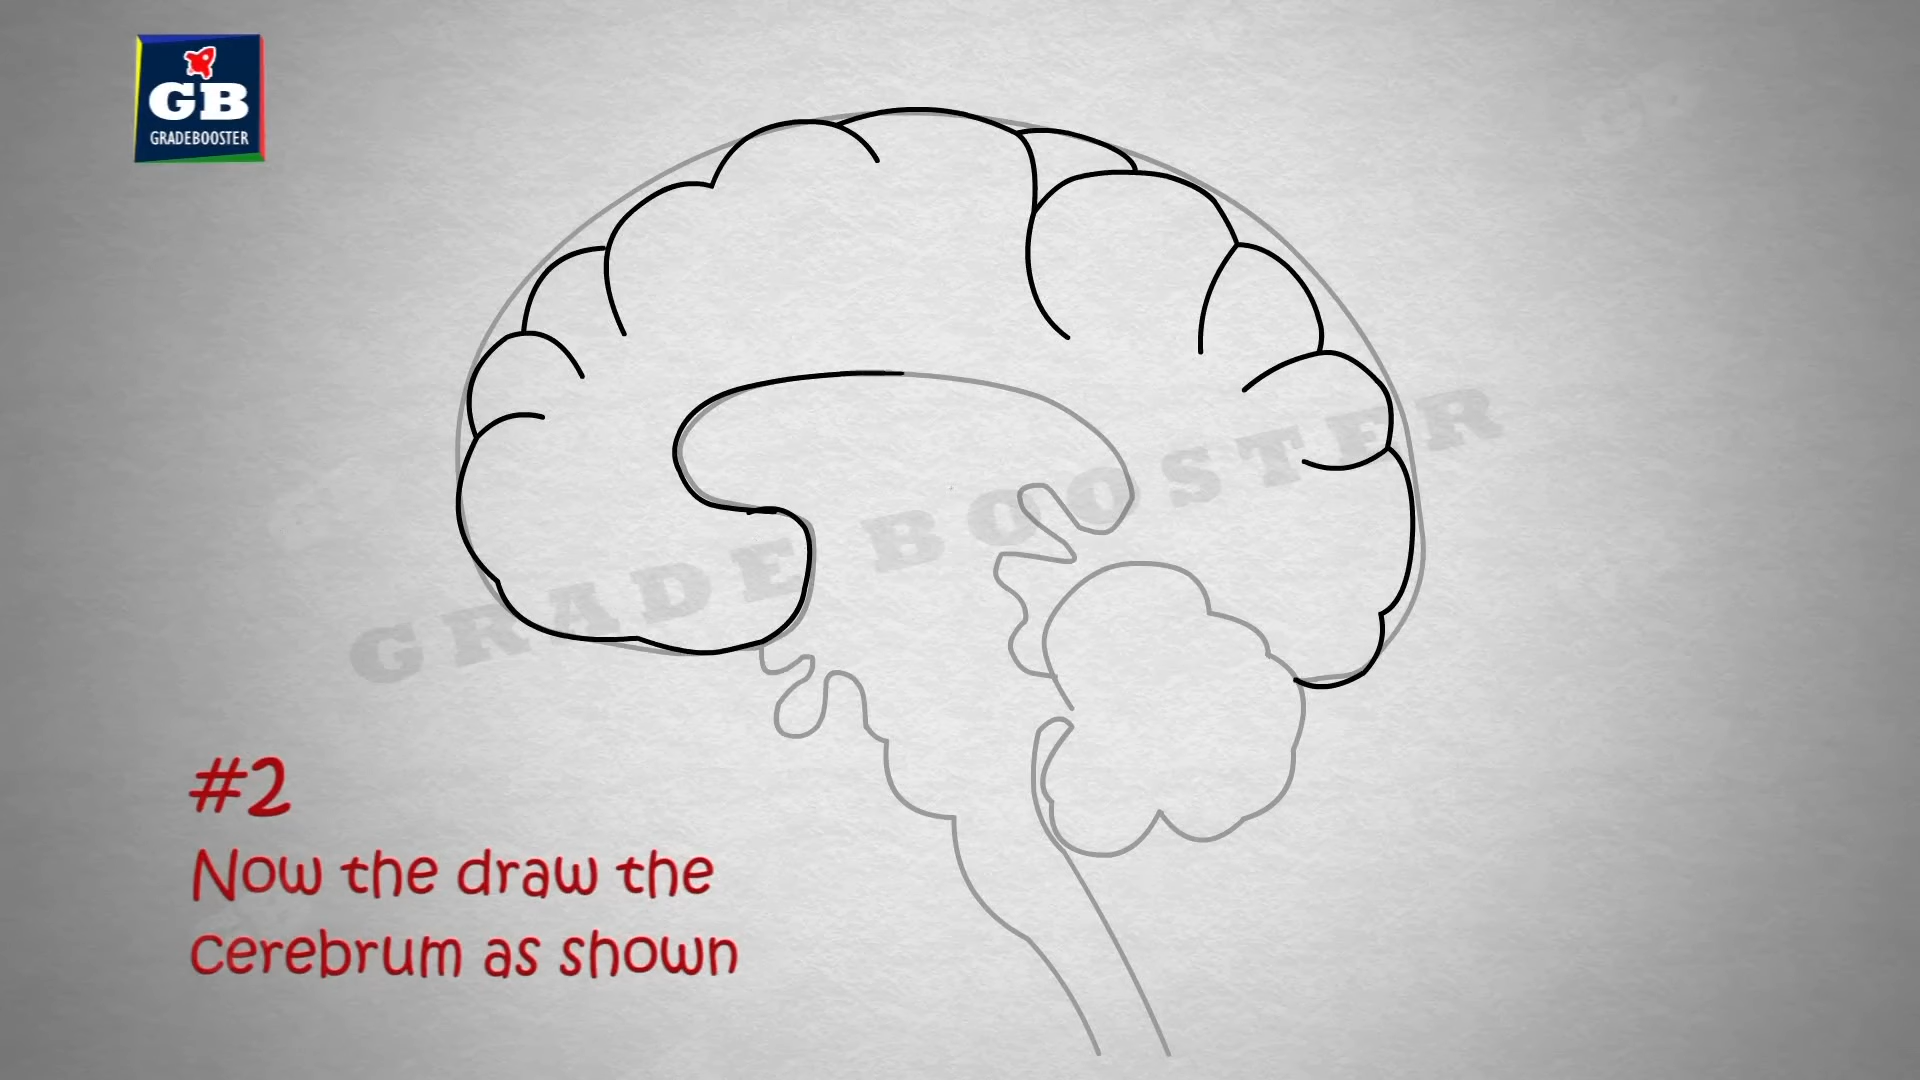 GB
GRADEBOOSTER
GRADE BOOSTER
#2
Now the draw the
cerebrum as shown